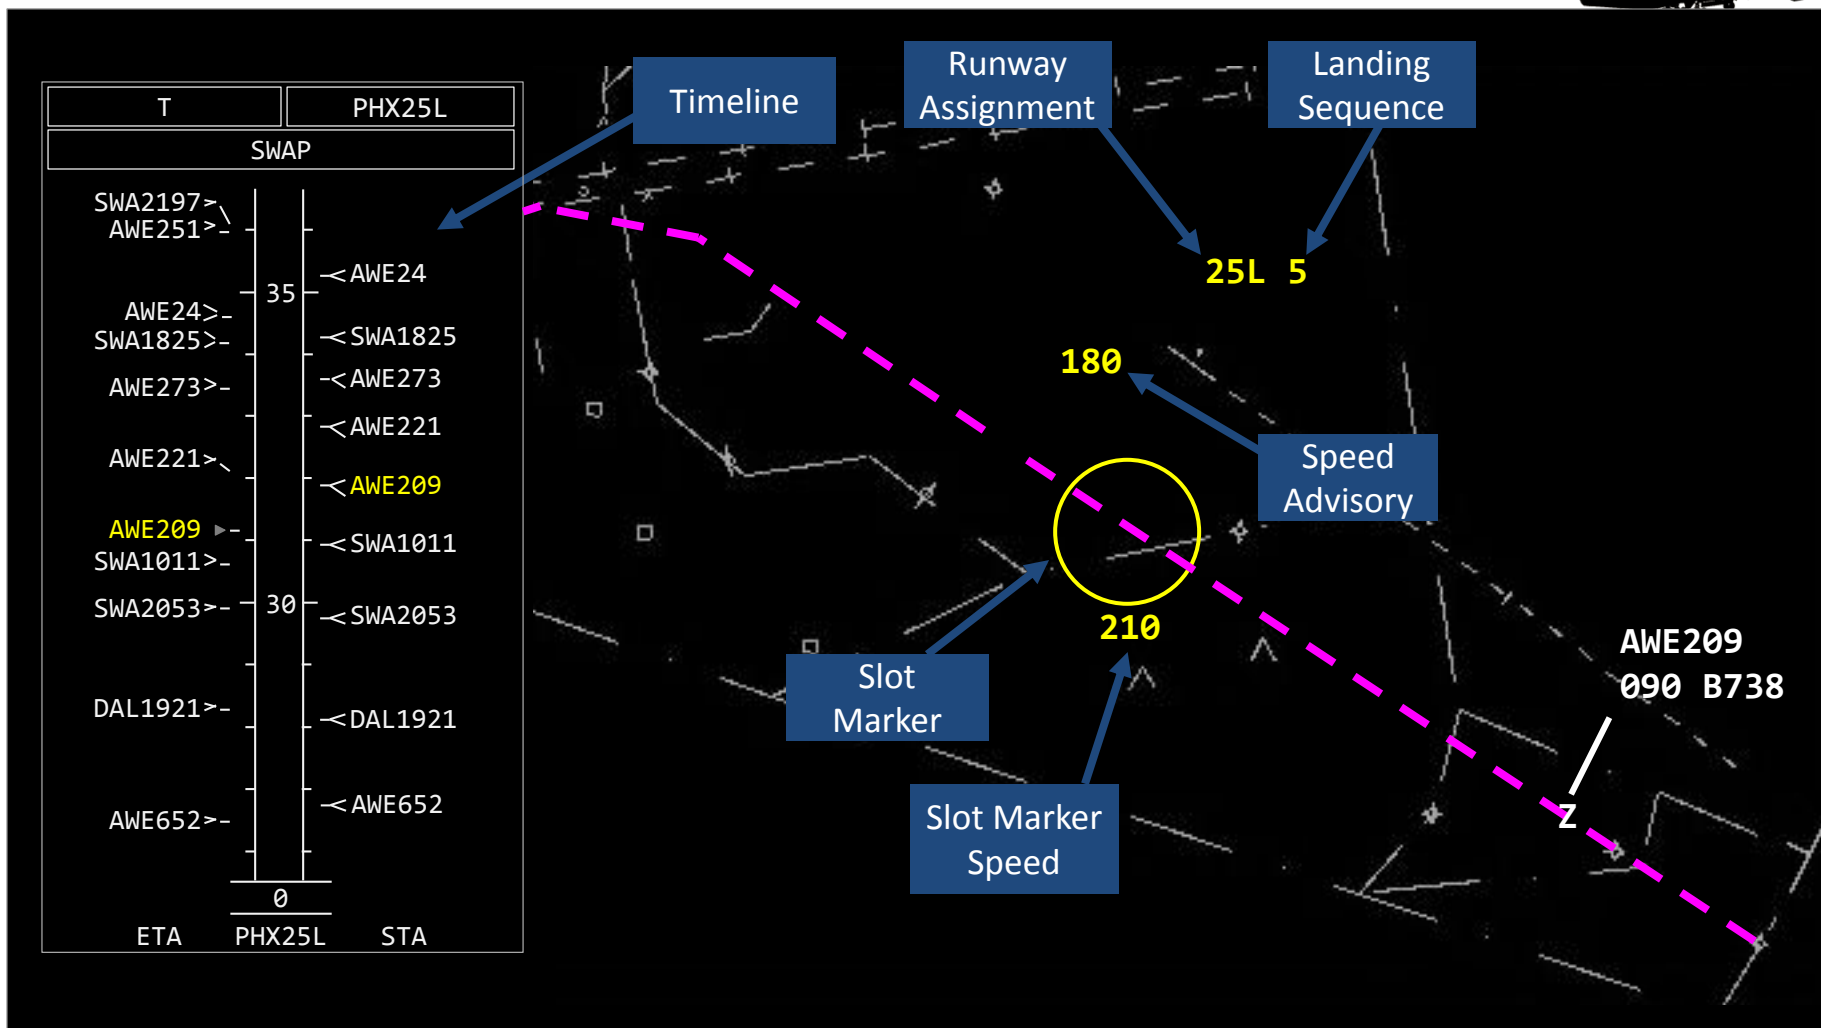 T
PHX25L
SWAP
SWA2197
AWE251
AWE24
SWA1825
AWE273
AWE221
AWE209
SWA1011
SWA2053
DAL1921
AWE652
35
30
0
AWE24
SWA1825
AWE273
AWE221
AWE209
SWA1011
SWA2053
DAL1921
AWE652
ETA
PHX25L
STA
Timeline
Runway
Assignment
Landing
Sequence
25L 5
180
Speed
Advisory
210
Slot
Marker
Slot Marker
Speed
AWE209
090 B738
Z